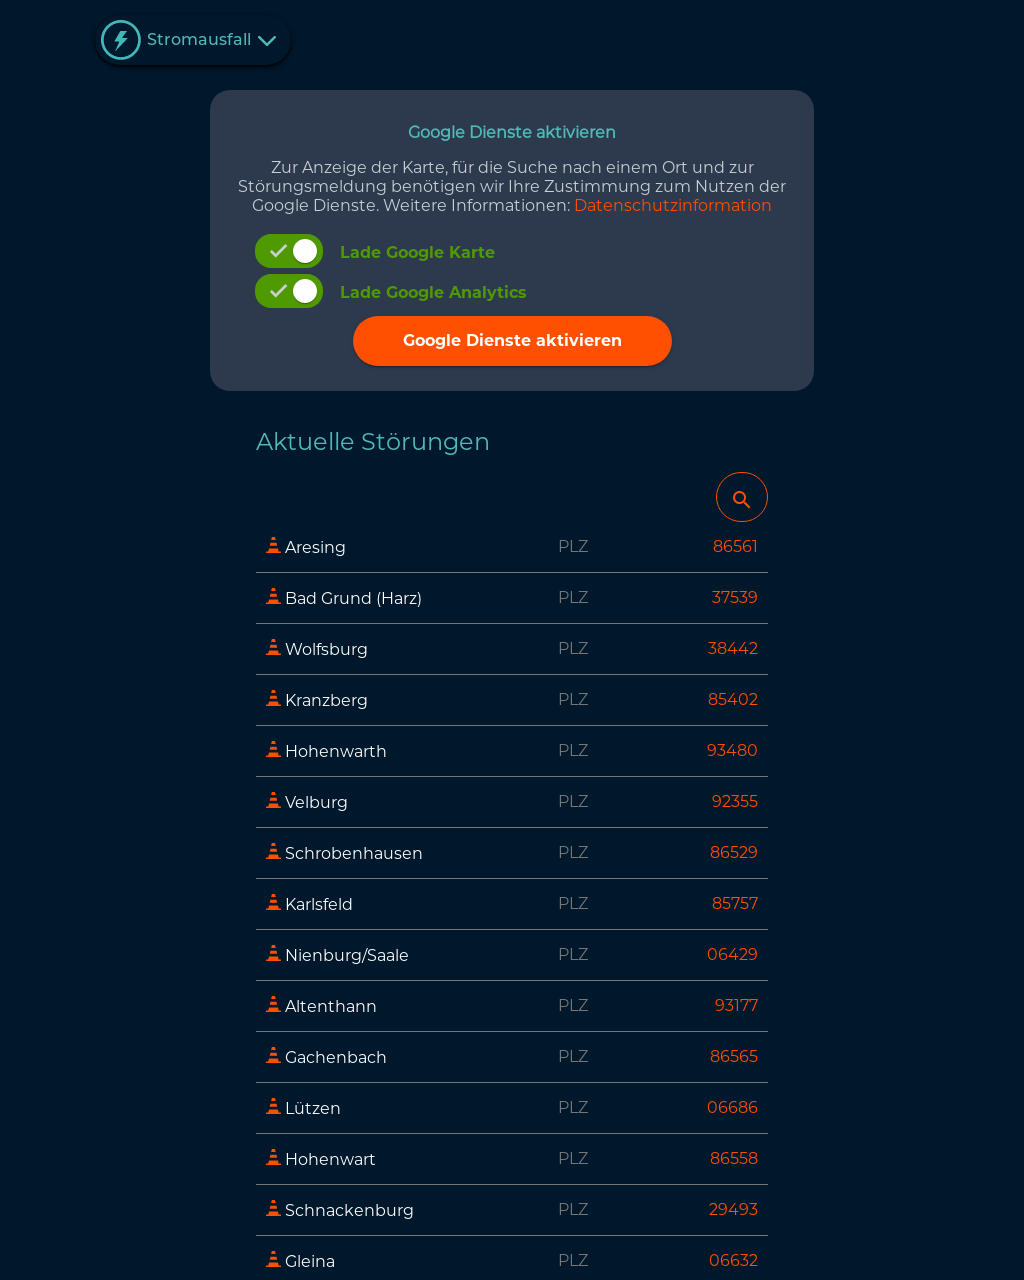 Stromausfall
Google Dienste aktivieren
Zur Anzeige der Karte, für die Suche nach einem Ort und zur
Störungsmeldung benötigen wir Ihre Zustimmung zum Nutzen der
Google Dienste. Weitere Informationen: Datenschutzinformation
Lade Google Karte
Lade Google Analytics
Google Dienste aktivieren
Aktuelle Störungen
Aresing PLZ 86561
Bad Grund (Harz) PLZ 37539
Wolfsburg PLZ 38442
Kranzberg PLZ 85402
Hohenwarth PLZ 93480
Velburg PLZ 92355
Schrobenhausen PLZ 86529
Karlsfeld PLZ 85757
Nienburg/Saale PLZ 06429
Altenthann PLZ 93177
Gachenbach PLZ 86565
Lützen PLZ 06686
Hohenwart PLZ 86558
Schnackenburg PLZ 29493
Gleina PLZ 06632